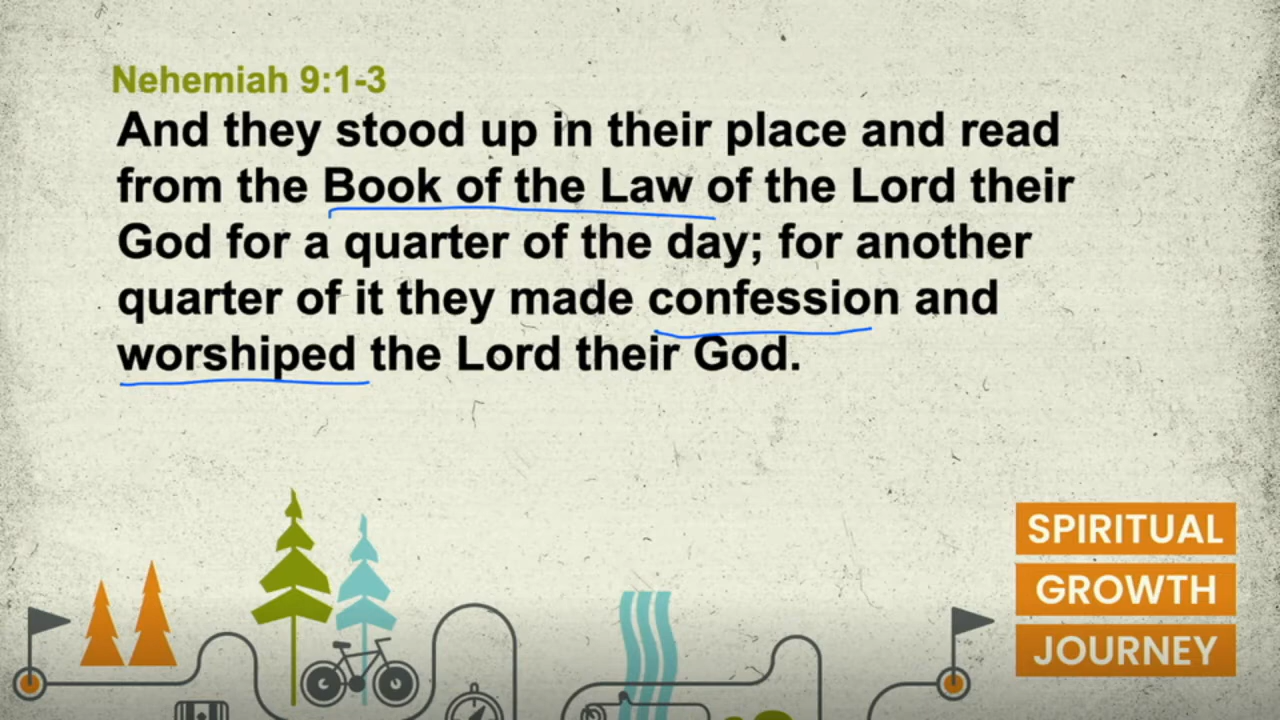 Nehemiah 9:1-3
And they stood up in their place and read
from the Book of the Law of the Lord their
God for a quarter of the day; for another
quarter of it they made confession and
worshiped the Lord their God.
SPIRITUAL
GROWTH
JOURNEY